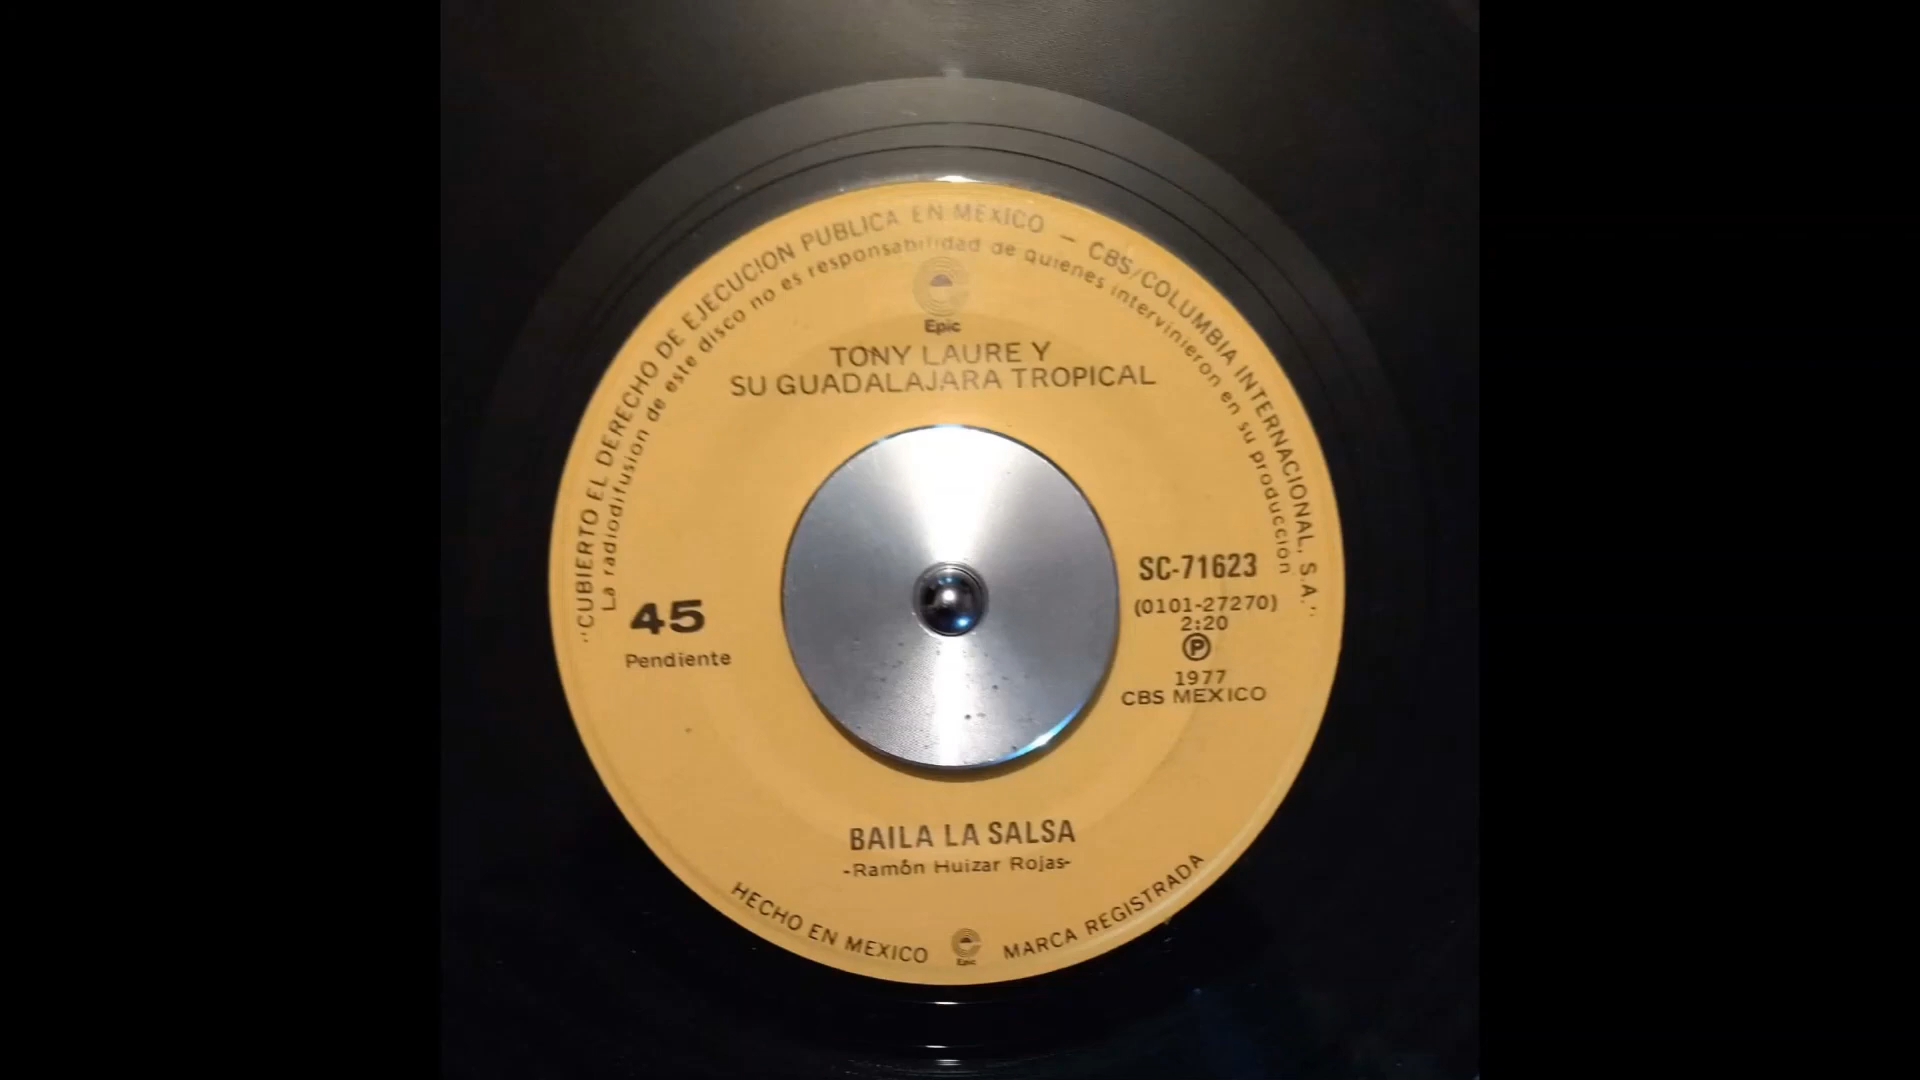 "CUBIERTO EL DERECHO DE EJECUCION PUBLICA EN MEXICO — CBS/COLUMBIA INTERNACIONAL, S.A."
La radiodifusion de este disco no es responsabilidad de quienes intervinieron en su producción
Epic
TONY LAURE Y
SU GUADALAJARA TROPICAL
45
Pendiente
SC-71623
(0101-27270)
2:20
Ⓟ
1977
CBS MEXICO
BAILA LA SALSA
-Ramón Huizar Rojas-
HECHO EN MEXICO
Epic
MARCA REGISTRADA